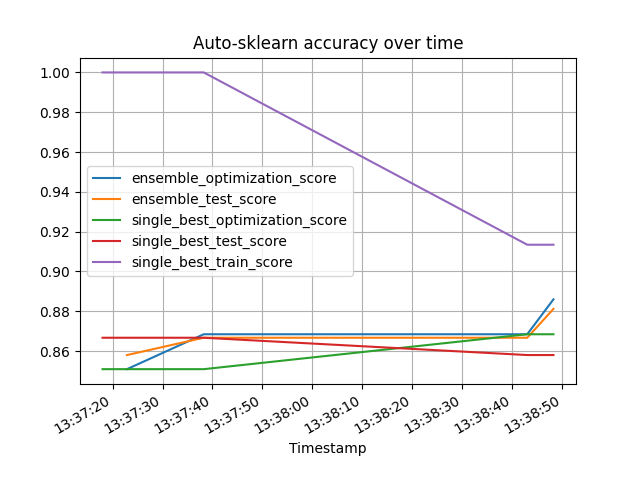 Auto-sklearn accuracy over time
1.00
0.98
0.96
0.94
0.92
0.90
0.88
0.86
ensemble_optimization_score
ensemble_test_score
single_best_optimization_score
single_best_test_score
single_best_train_score
13:37:20
13:37:30
13:37:40
13:37:50
13:38:00
13:38:10
13:38:20
13:38:30
13:38:40
13:38:50
Timestamp